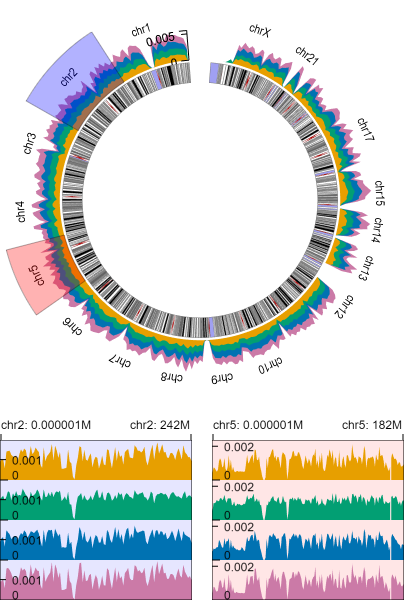 chr1
0.005
0
chrX
chr21
chr17
chr15
chr14
chr13
chr12
chr10
chr9
chr8
chr7
chr6
chr5
chr4
chr3
chr2
chr2: 0.000001M chr2: 242M
chr5: 0.000001M chr5: 182M
0.001
0
0.001
0
0.001
0
0.001
0
0.002
0
0.002
0
0.002
0
0.002
0